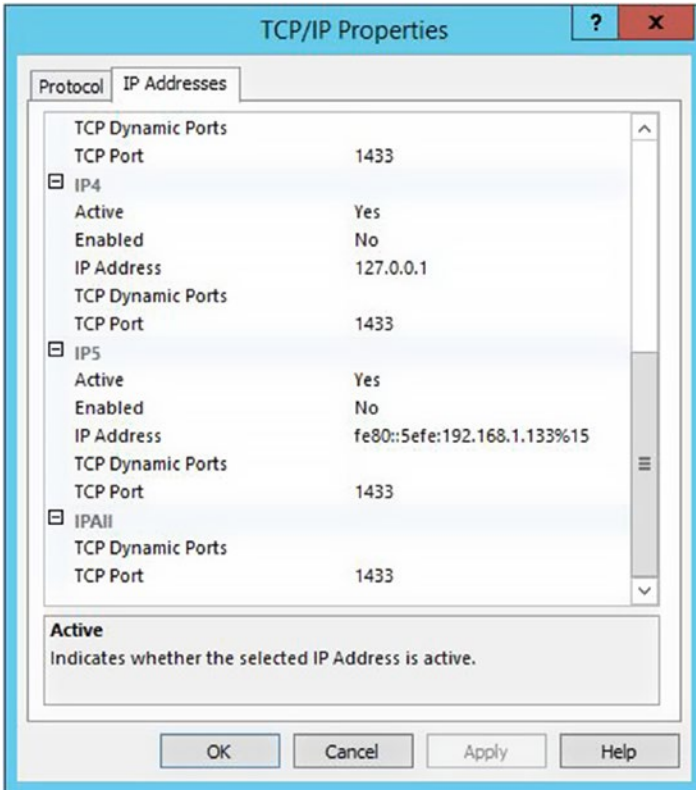 TCP/IP Properties
? x
Protocol IP Addresses
TCP Dynamic Ports
TCP Port 1433
IP4
Active Yes
Enabled No
IP Address 127.0.0.1
TCP Dynamic Ports
TCP Port 1433
IP5
Active Yes
Enabled No
IP Address fe80::5efe:192.168.1.133%15
TCP Dynamic Ports
TCP Port 1433
IPAll
TCP Dynamic Ports
TCP Port 1433
Active
Indicates whether the selected IP Address is active.
OK Cancel Apply Help